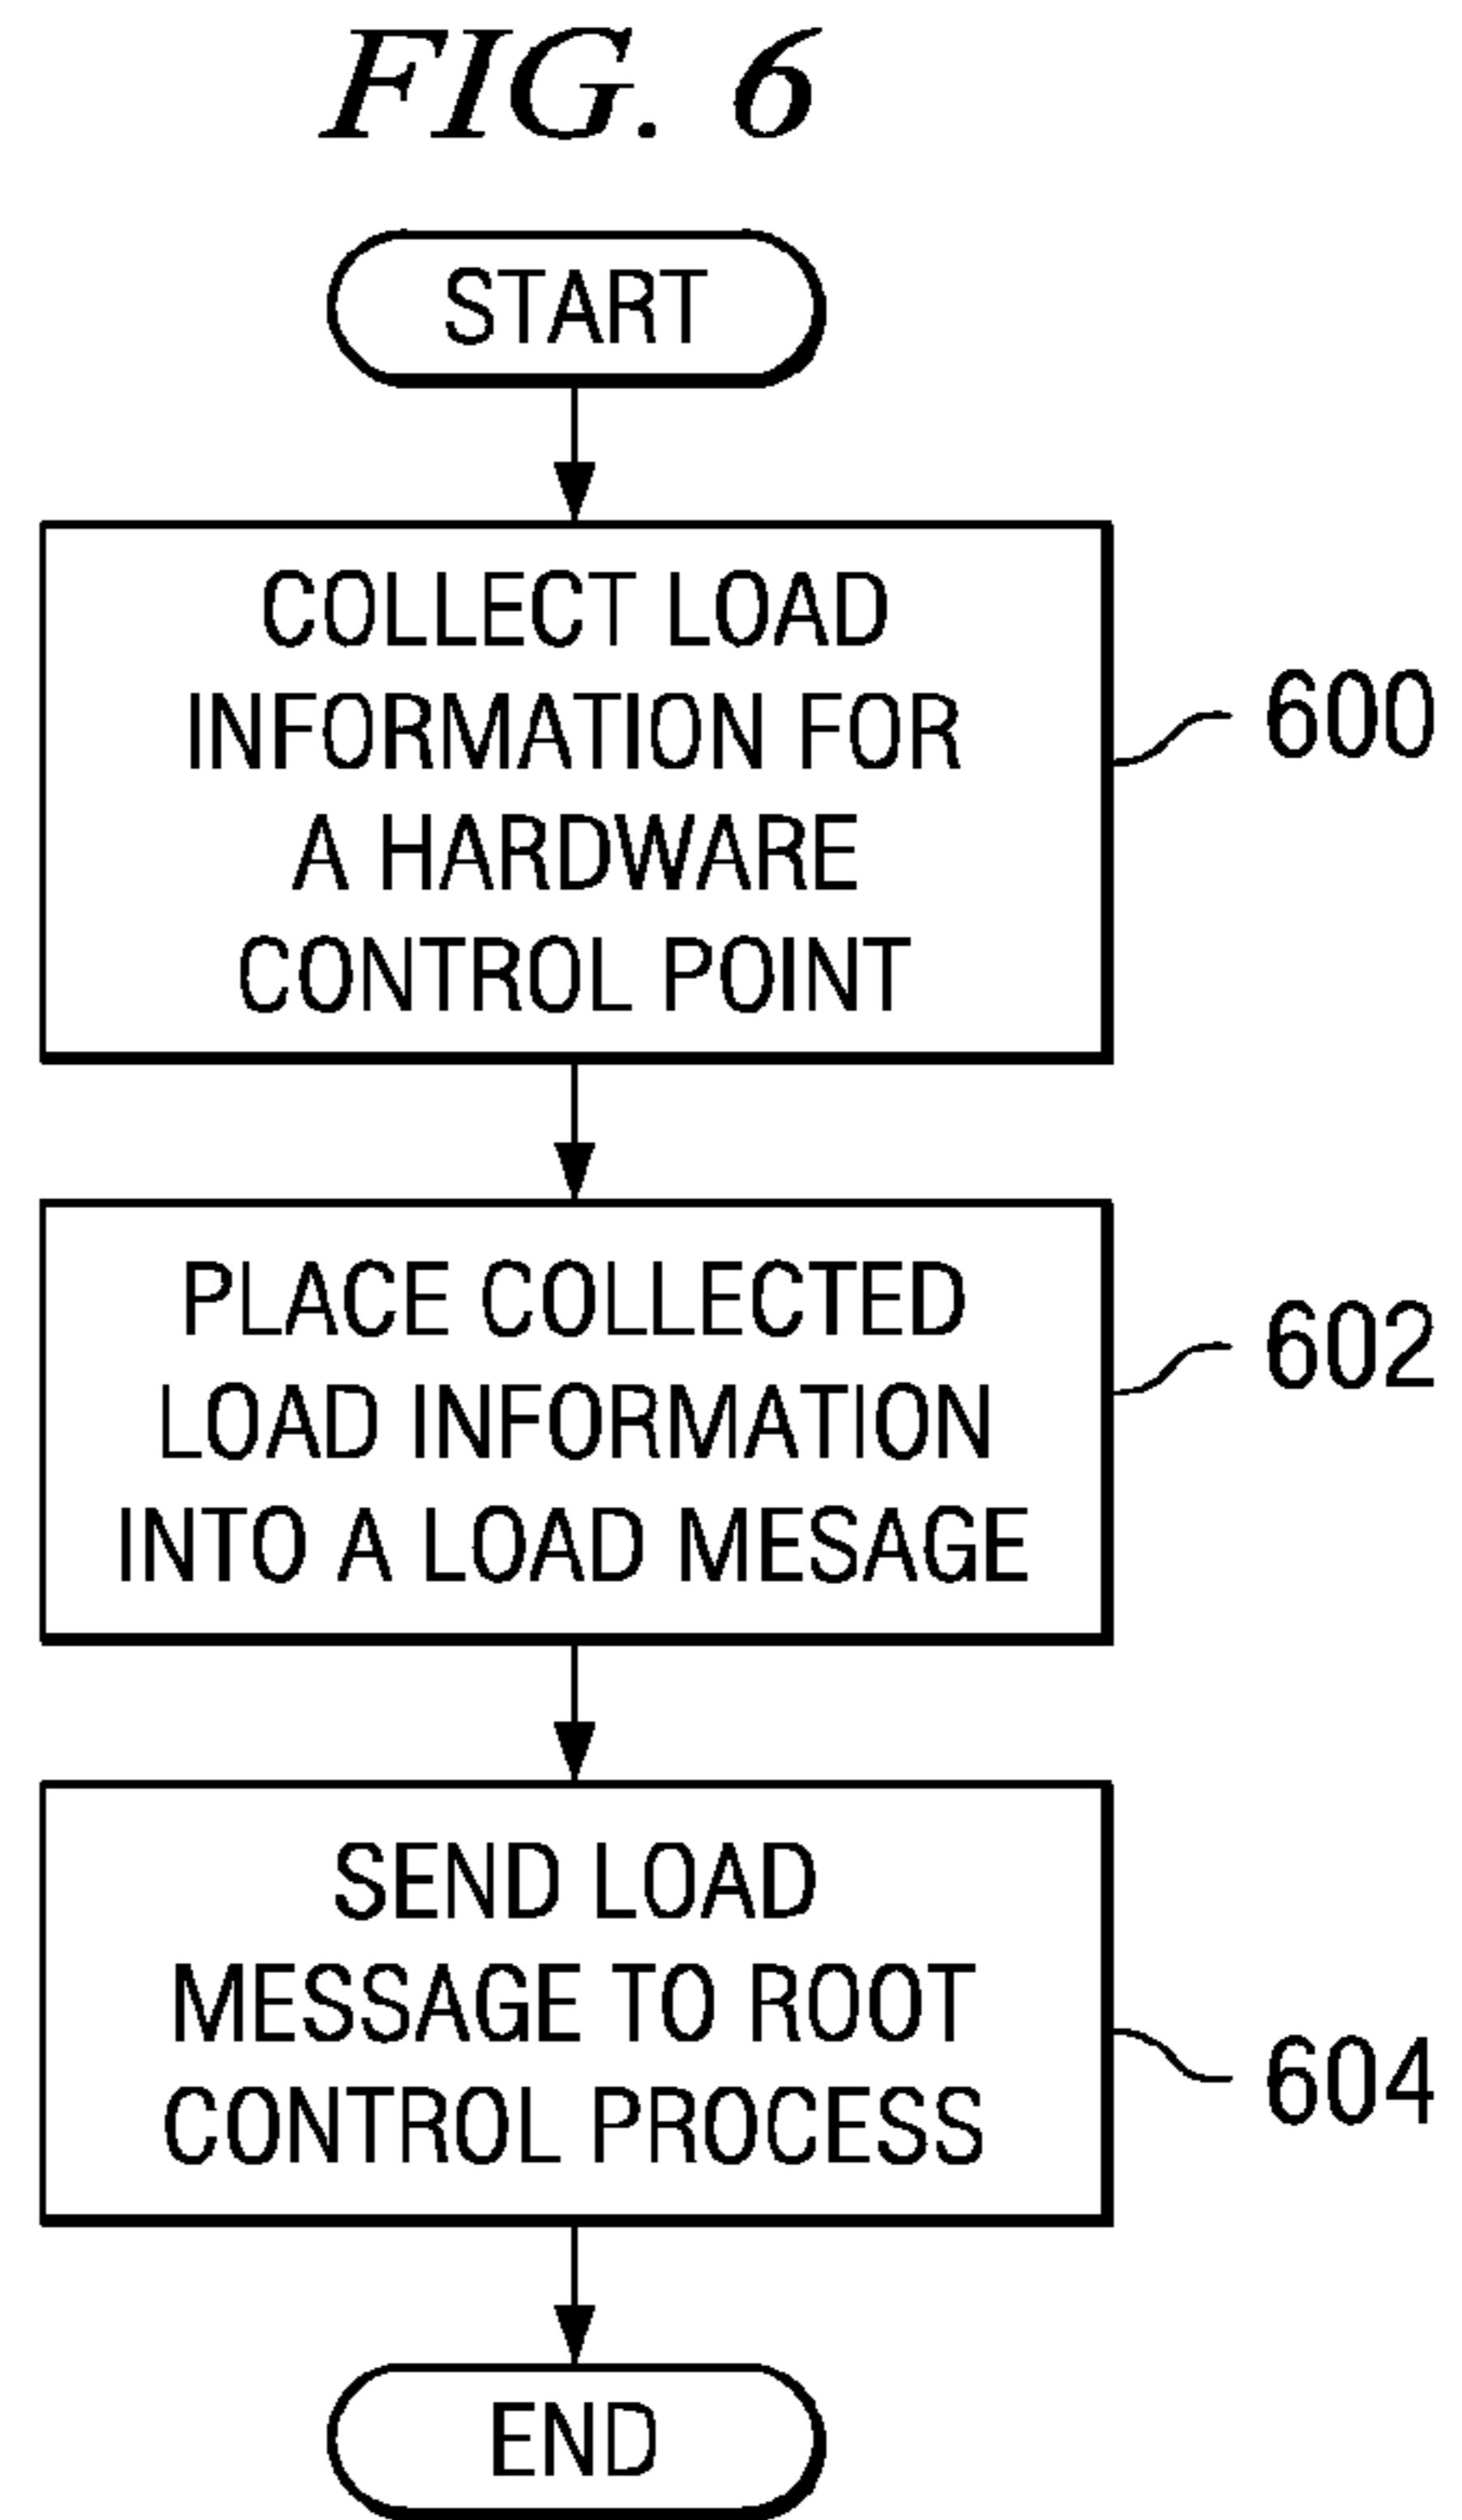 FIG. 6
START
COLLECT LOAD
INFORMATION FOR
A HARDWARE
CONTROL POINT
600
PLACE COLLECTED
LOAD INFORMATION
INTO A LOAD MESAGE
602
SEND LOAD
MESSAGE TO ROOT
CONTROL PROCESS
604
END